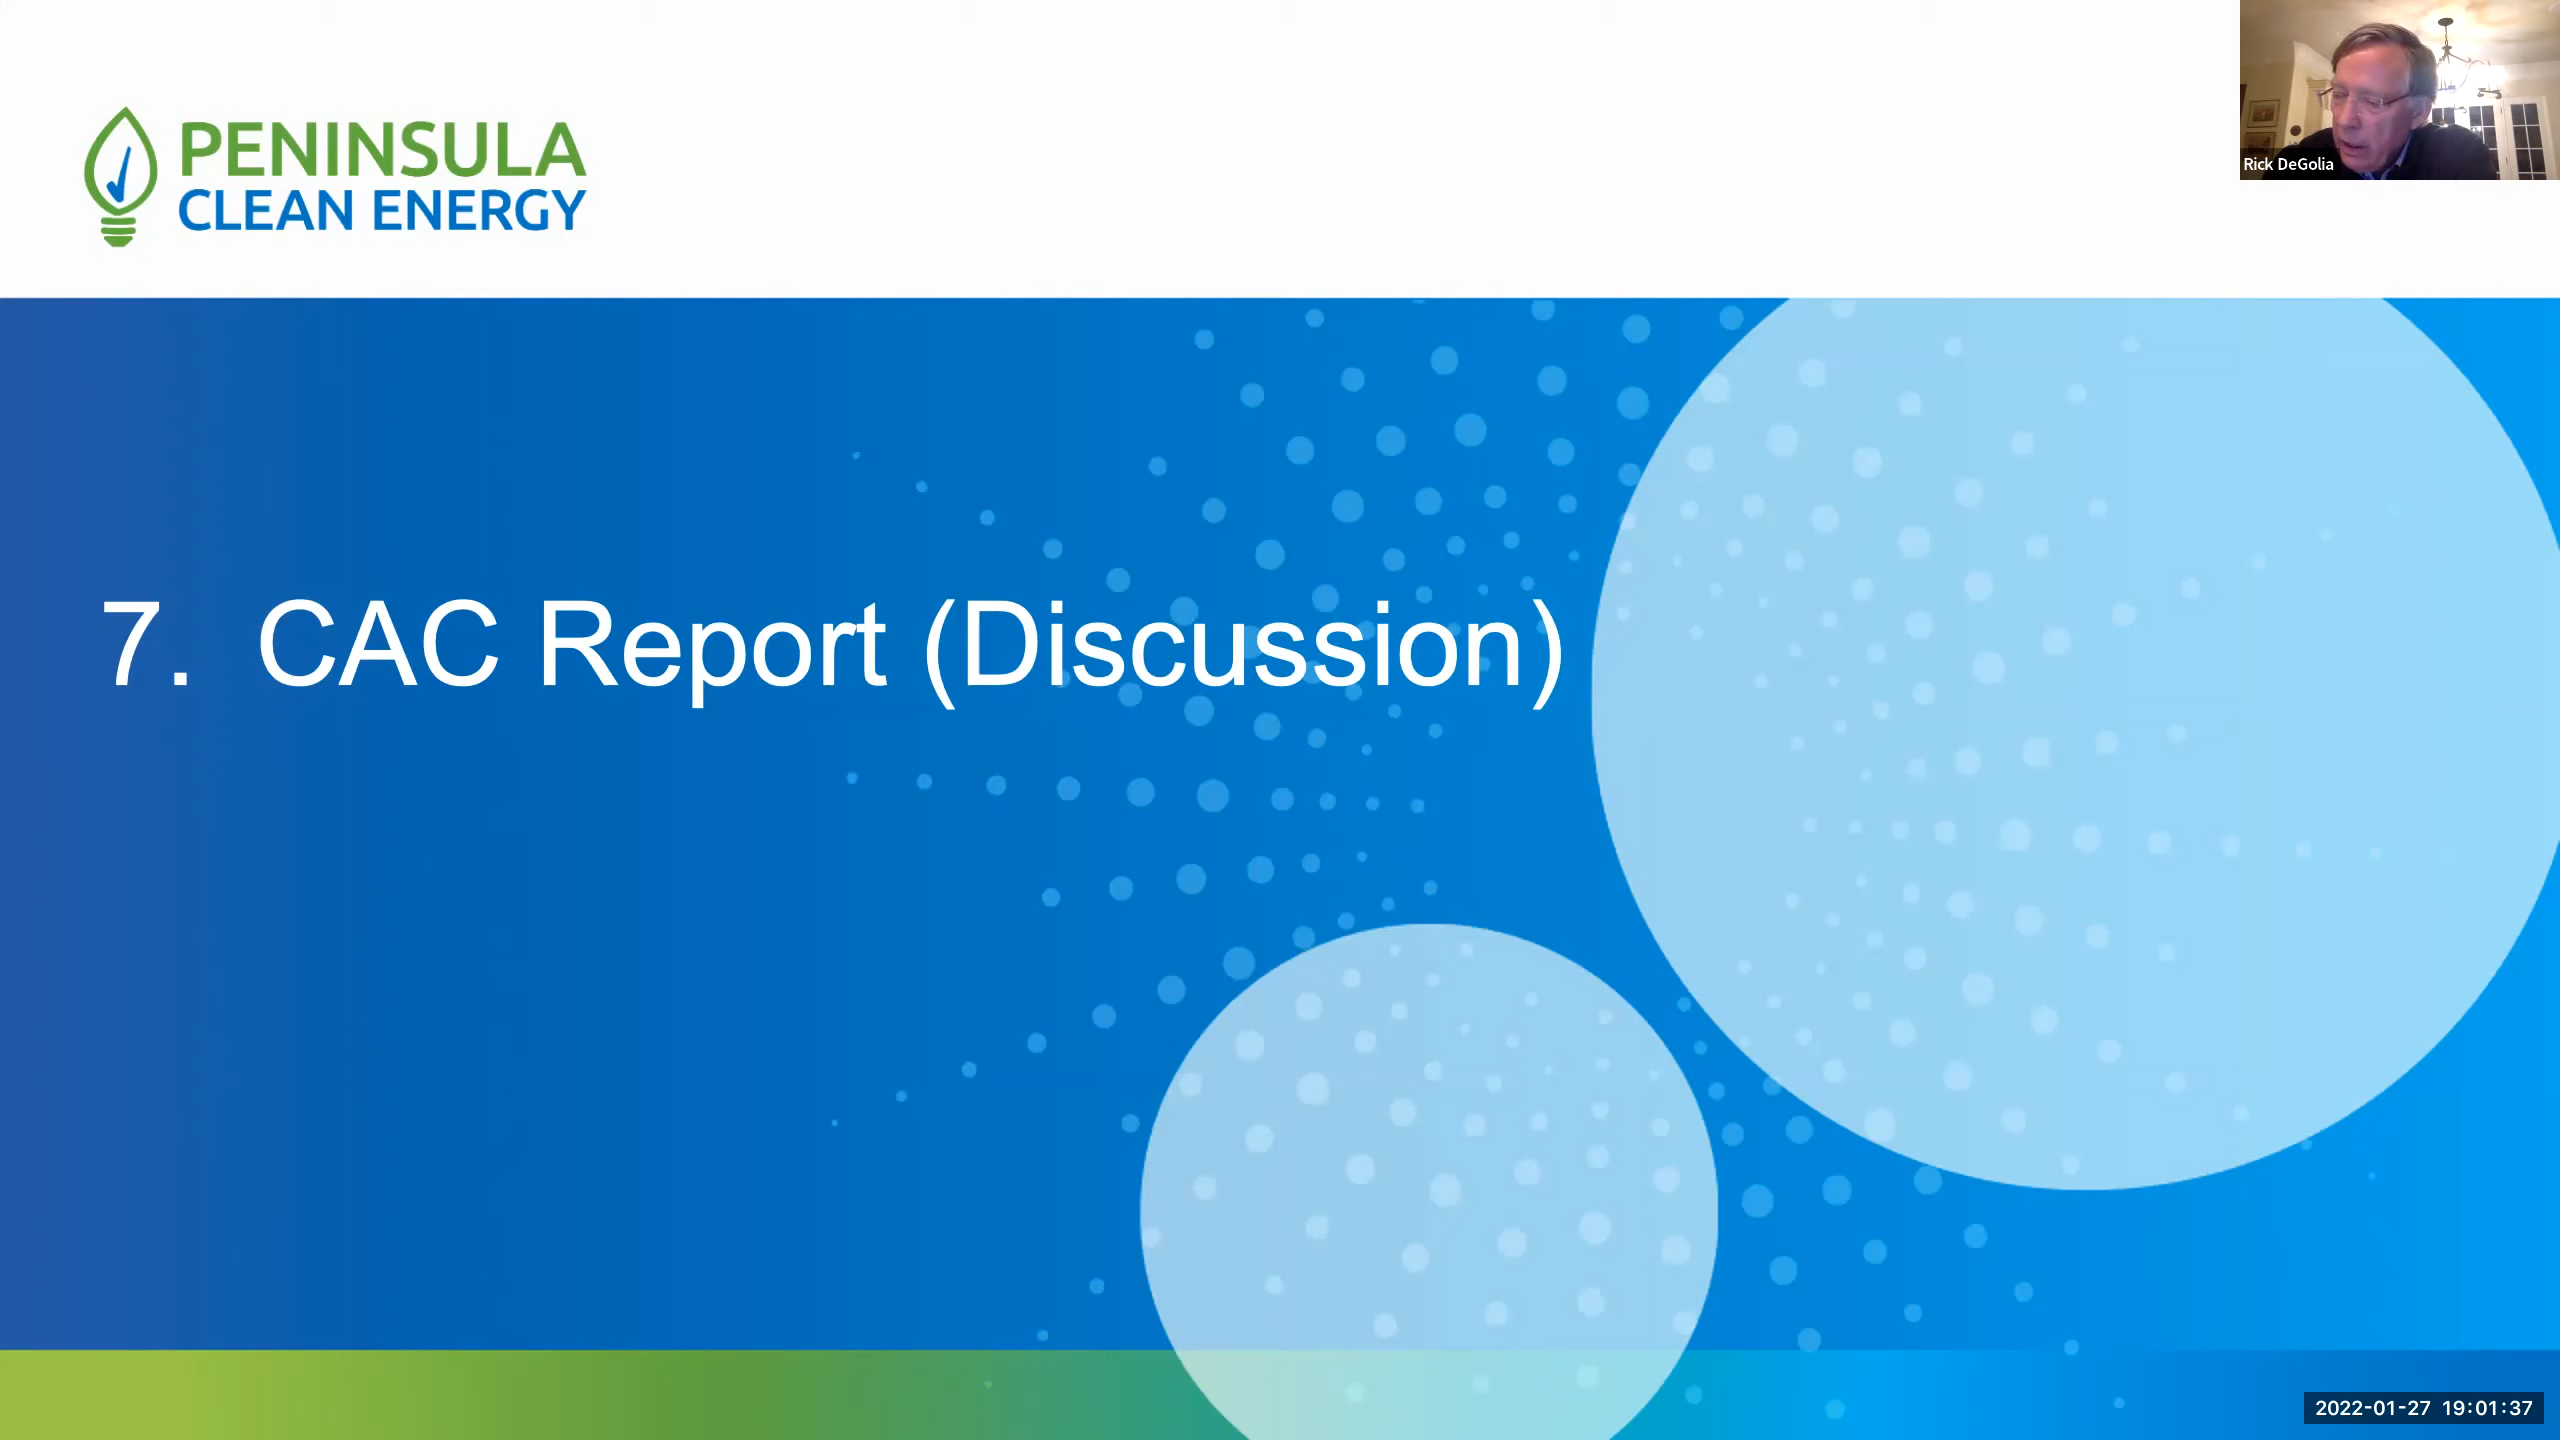 PENINSULA
CLEAN ENERGY
Rick DeGolia
7. CAC Report (Discussion)
2022-01-27 19:01:37